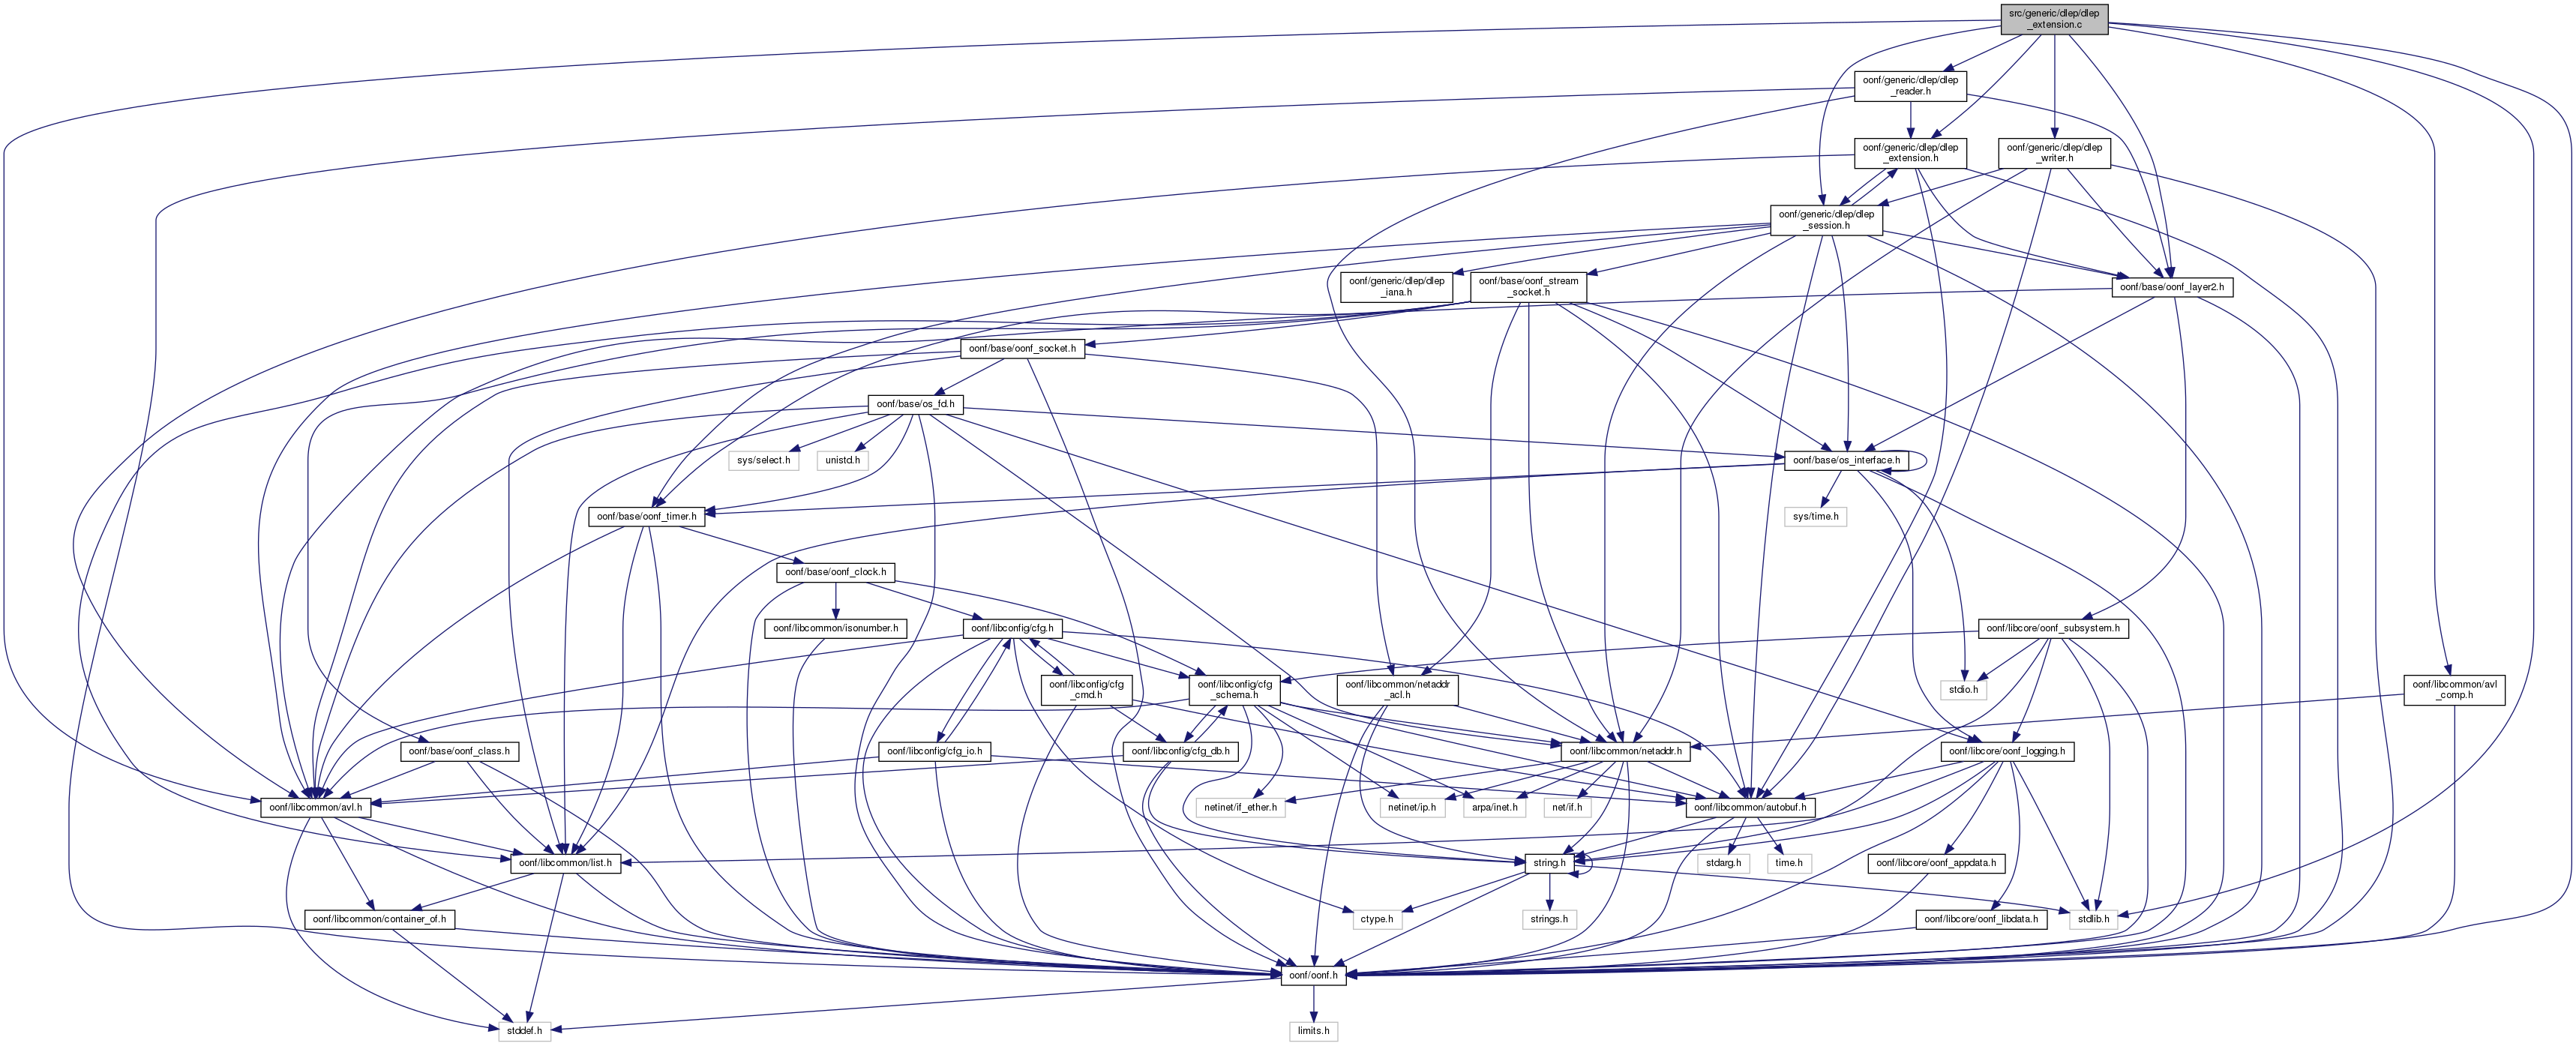 src/generic/dlep/dlep
_extension.c
oonf/generic/dlep/dlep
_reader.h
oonf/generic/dlep/dlep
_extension.h
oonf/generic/dlep/dlep
_writer.h
oonf/generic/dlep/dlep
_session.h
oonf/generic/dlep/dlep
_iana.h
oonf/base/oonf_stream
_socket.h
oonf/base/oonf_layer2.h
oonf/base/oonf_socket.h
oonf/base/os_fd.h
sys/select.h
unistd.h
oonf/base/os_interface.h
oonf/base/oonf_timer.h
sys/time.h
oonf/base/oonf_clock.h
oonf/libcommon/isonumber.h
oonf/libconfig/cfg.h
oonf/libcore/oonf_subsystem.h
oonf/libconfig/cfg
_cmd.h
oonf/libconfig/cfg
_schema.h
oonf/libcommon/netaddr
_acl.h
stdio.h
oonf/libcommon/avl
_comp.h
oonf/base/oonf_class.h
oonf/libconfig/cfg_io.h
oonf/libconfig/cfg_db.h
oonf/libcommon/netaddr.h
oonf/libcore/oonf_logging.h
oonf/libcommon/avl.h
netinet/if_ether.h
netinet/ip.h
arpa/inet.h
net/if.h
oonf/libcommon/autobuf.h
oonf/libcommon/list.h
string.h
stdarg.h
time.h
oonf/libcore/oonf_appdata.h
oonf/libcommon/container_of.h
ctype.h
strings.h
oonf/libcore/oonf_libdata.h
stdlib.h
oonf/oonf.h
stddef.h
limits.h